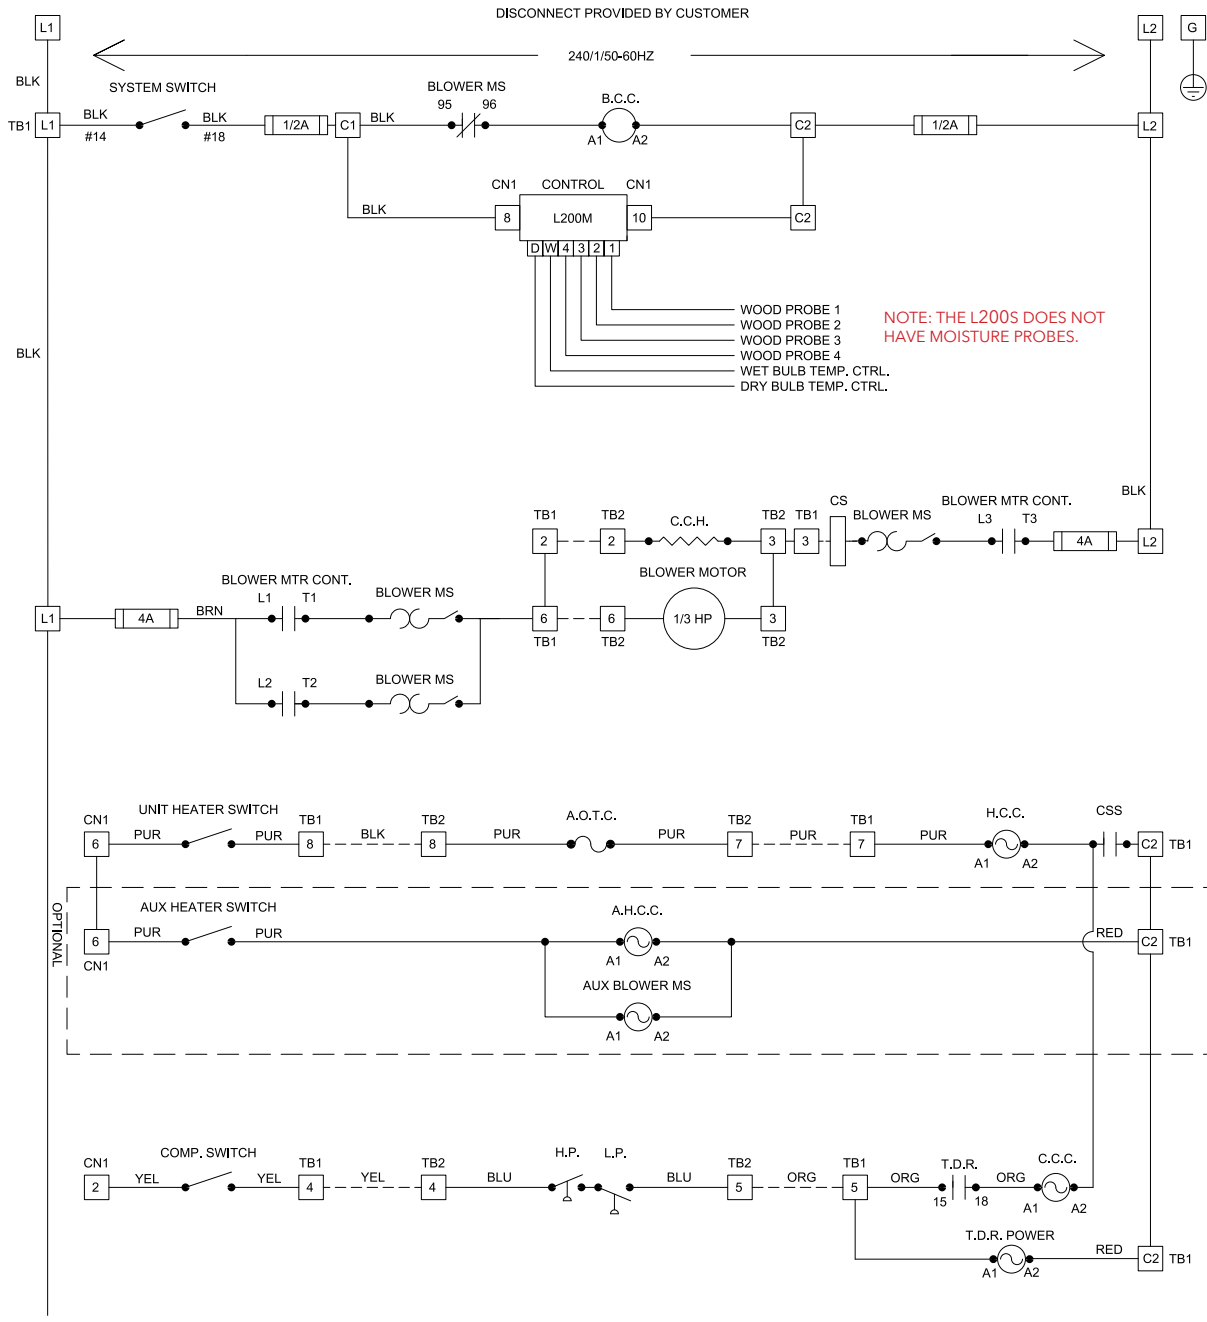 DISCONNECT PROVIDED BY CUSTOMER
L1
L2
G
240/1/50-60HZ
BLK
SYSTEM SWITCH
BLOWER MS
B.C.C.
95 96
TB1 L1 BLK #14 BLK #18 1/2A C1 BLK A1 A2 C2 1/2A L2
CN1 CONTROL CN1
BLK 8 L200M 10 C2
D W 4 3 2 1
WOOD PROBE 1
WOOD PROBE 2
WOOD PROBE 3
WOOD PROBE 4
WET BULB TEMP. CTRL.
DRY BULB TEMP. CTRL.
NOTE: THE L200S DOES NOT
HAVE MOISTURE PROBES.
BLK
BLK
CS
BLOWER MTR CONT.
TB1 TB2 C.C.H. TB2 TB1 BLOWER MS L3 T3
2 2 3 3 4A L2
BLOWER MOTOR
BLOWER MTR CONT.
L1 T1 BLOWER MS
L1 4A BRN 6 6 1/3 HP 3
TB1 TB2 TB2
L2 T2 BLOWER MS
UNIT HEATER SWITCH
CN1 TB1 TB2 A.O.T.C. TB2 TB1 H.C.C. CSS
6 PUR PUR 8 BLK 8 PUR PUR 7 PUR 7 PUR C2 TB1
A1 A2
OPTIONAL
AUX HEATER SWITCH
A.H.C.C.
6 PUR PUR RED C2 TB1
CN1
A1 A2
AUX BLOWER MS
A1 A2
COMP. SWITCH
CN1 TB1 TB2 H.P. L.P. TB2 TB1 T.D.R. C.C.C.
2 YEL YEL 4 YEL 4 BLU BLU 5 ORG 5 ORG ORG
15 18 A1 A2
T.D.R. POWER
RED C2 TB1
A1 A2